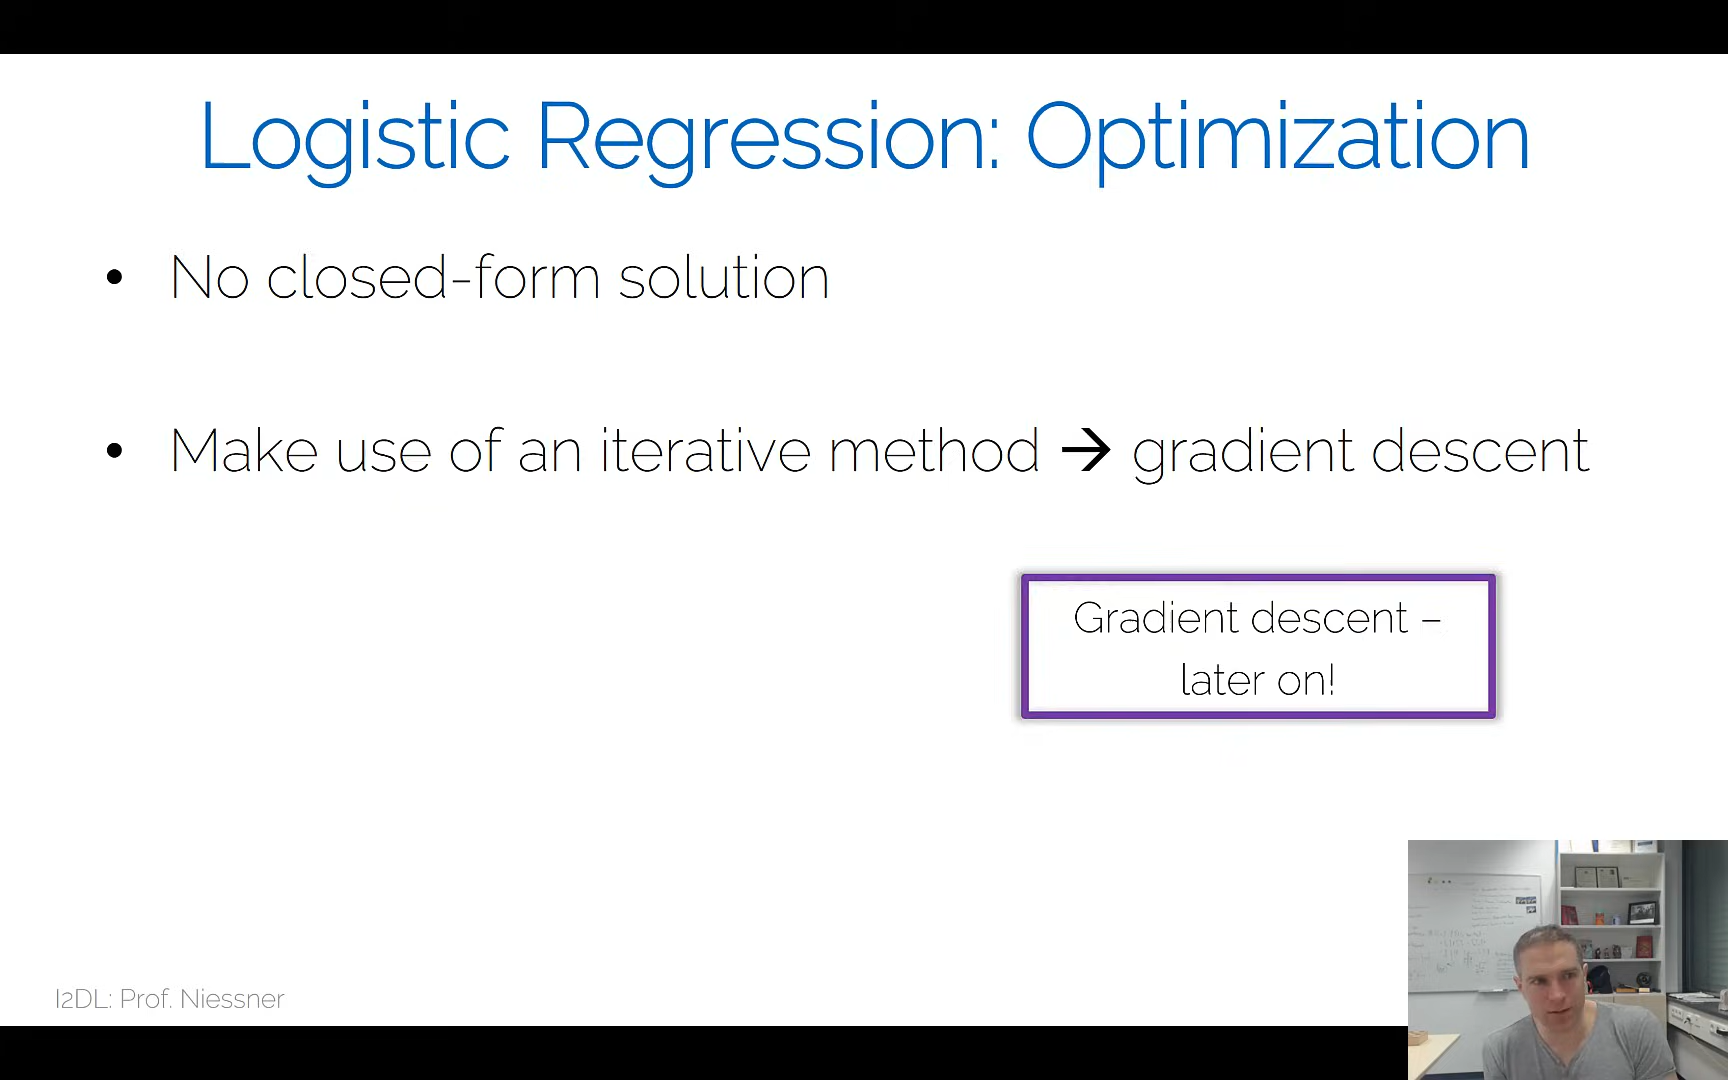 Logistic Regression: Optimization
• No closed-form solution
• Make use of an iterative method → gradient descent
Gradient descent –
later on!
I2DL: Prof. Niessner